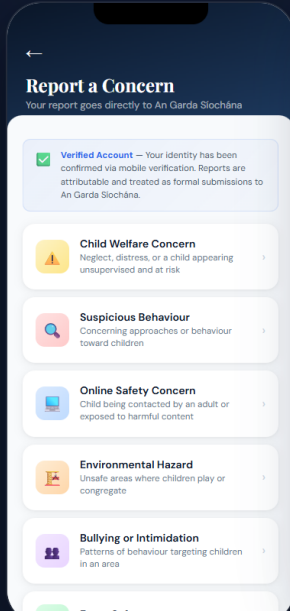 Report a Concern
Your report goes directly to An Garda Síochána
Verified Account — Your identity has been
confirmed via mobile verification. Reports are
attributable and treated as formal submissions to
An Garda Síochána.
Child Welfare Concern
Neglect, distress, or a child appearing
unsupervised and at risk
Suspicious Behaviour
Concerning approaches or behaviour
toward children
Online Safety Concern
Child being contacted by an adult or
exposed to harmful content
Environmental Hazard
Unsafe areas where children play or
congregate
Bullying or Intimidation
Patterns of behaviour targeting children
in an area